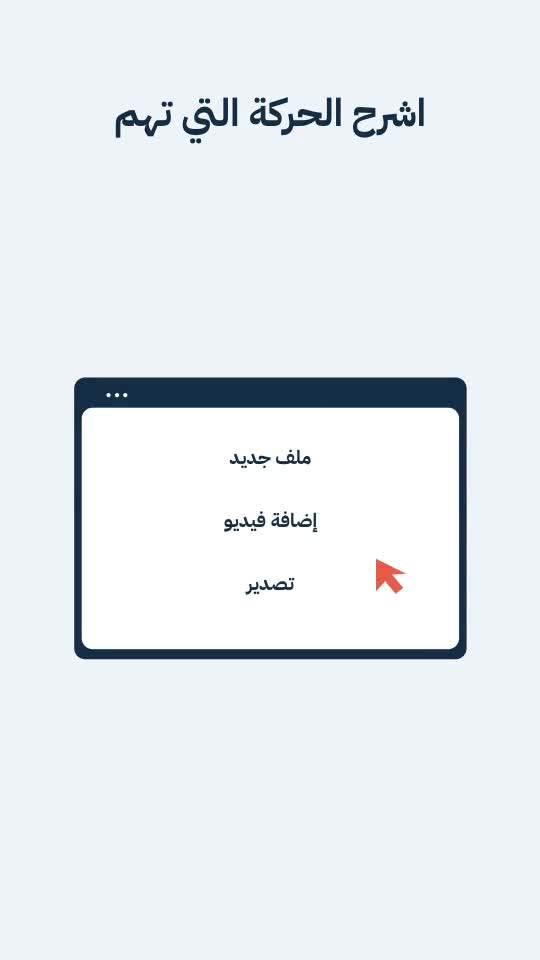 اشرح الحركة التي تهم
ملف جديد
إضافة فيديو
تصدير